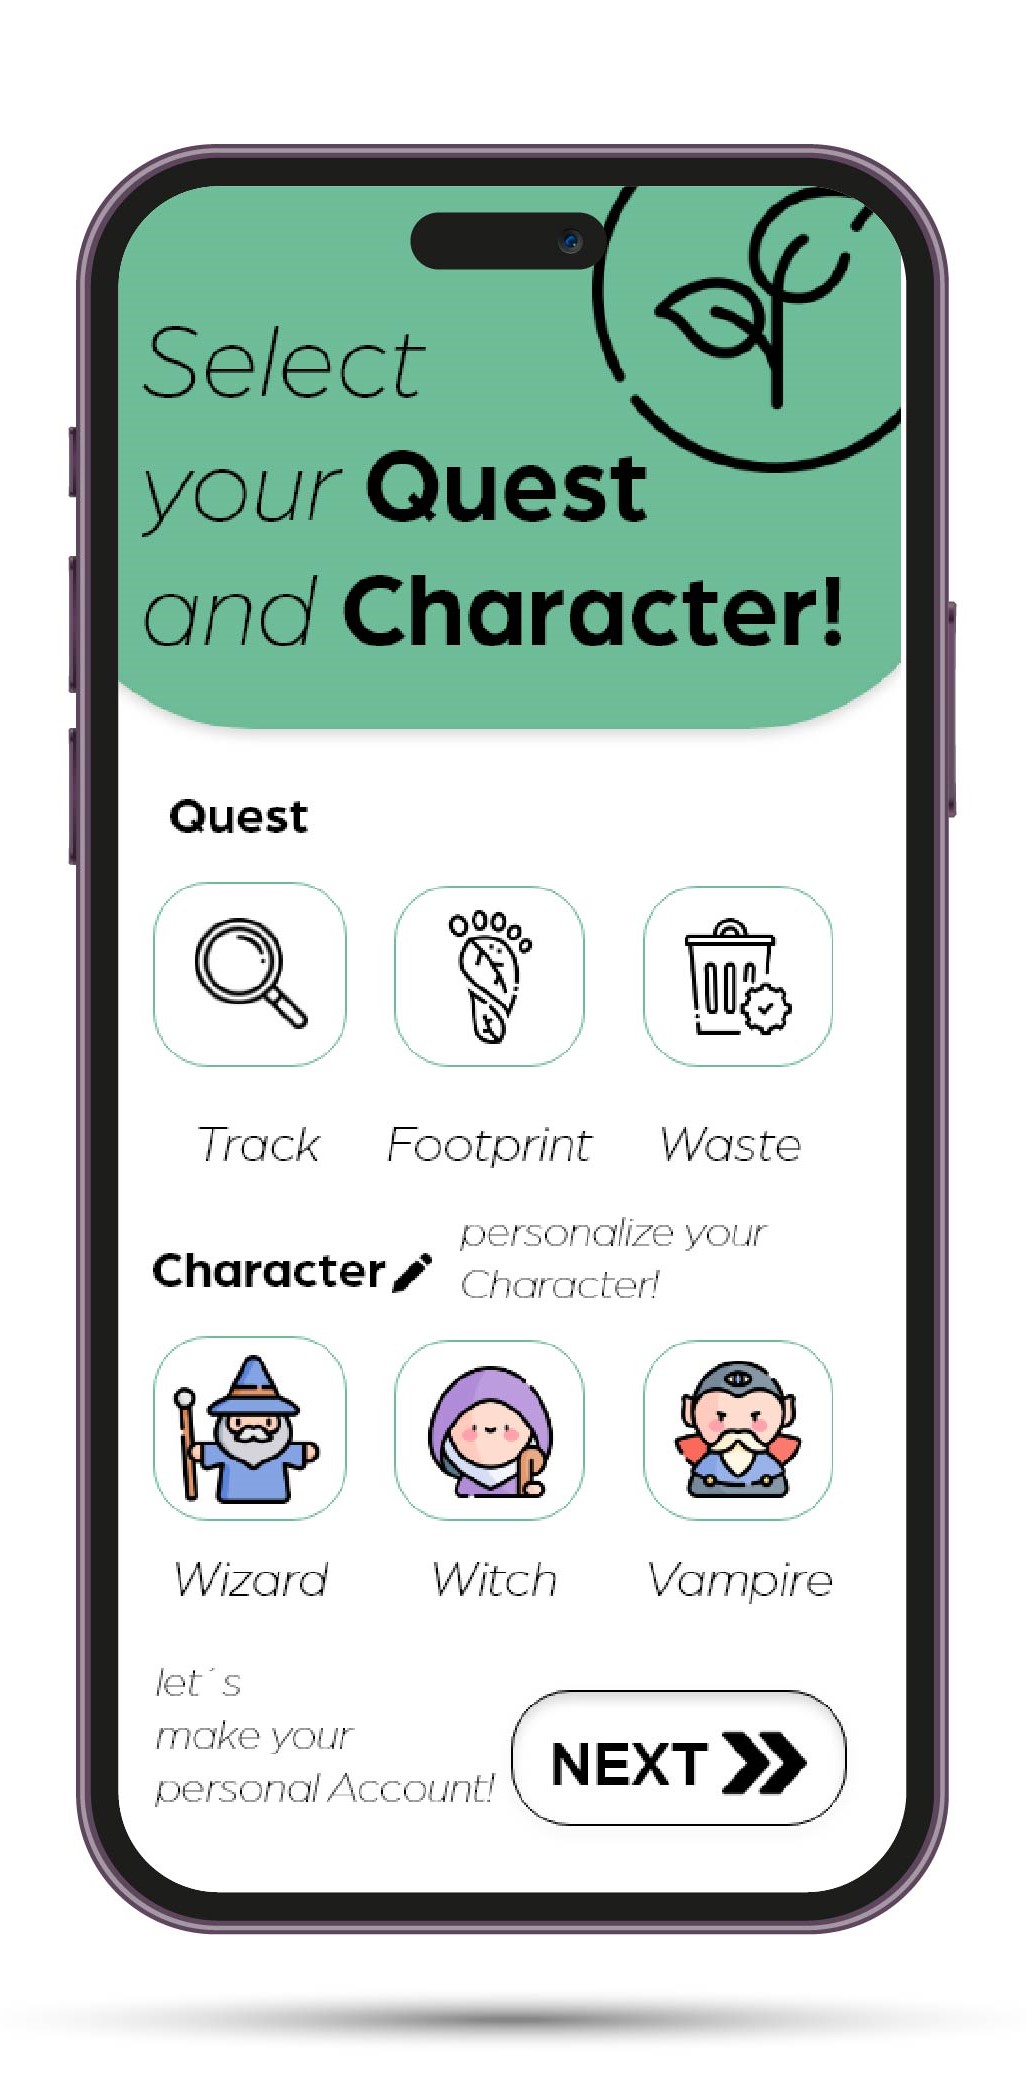 Select
your Quest
and Character!
Quest
Track Footprint Waste
Character personalize your
Character!
Wizard Witch Vampire
let´s
make your
personal Account!
NEXT